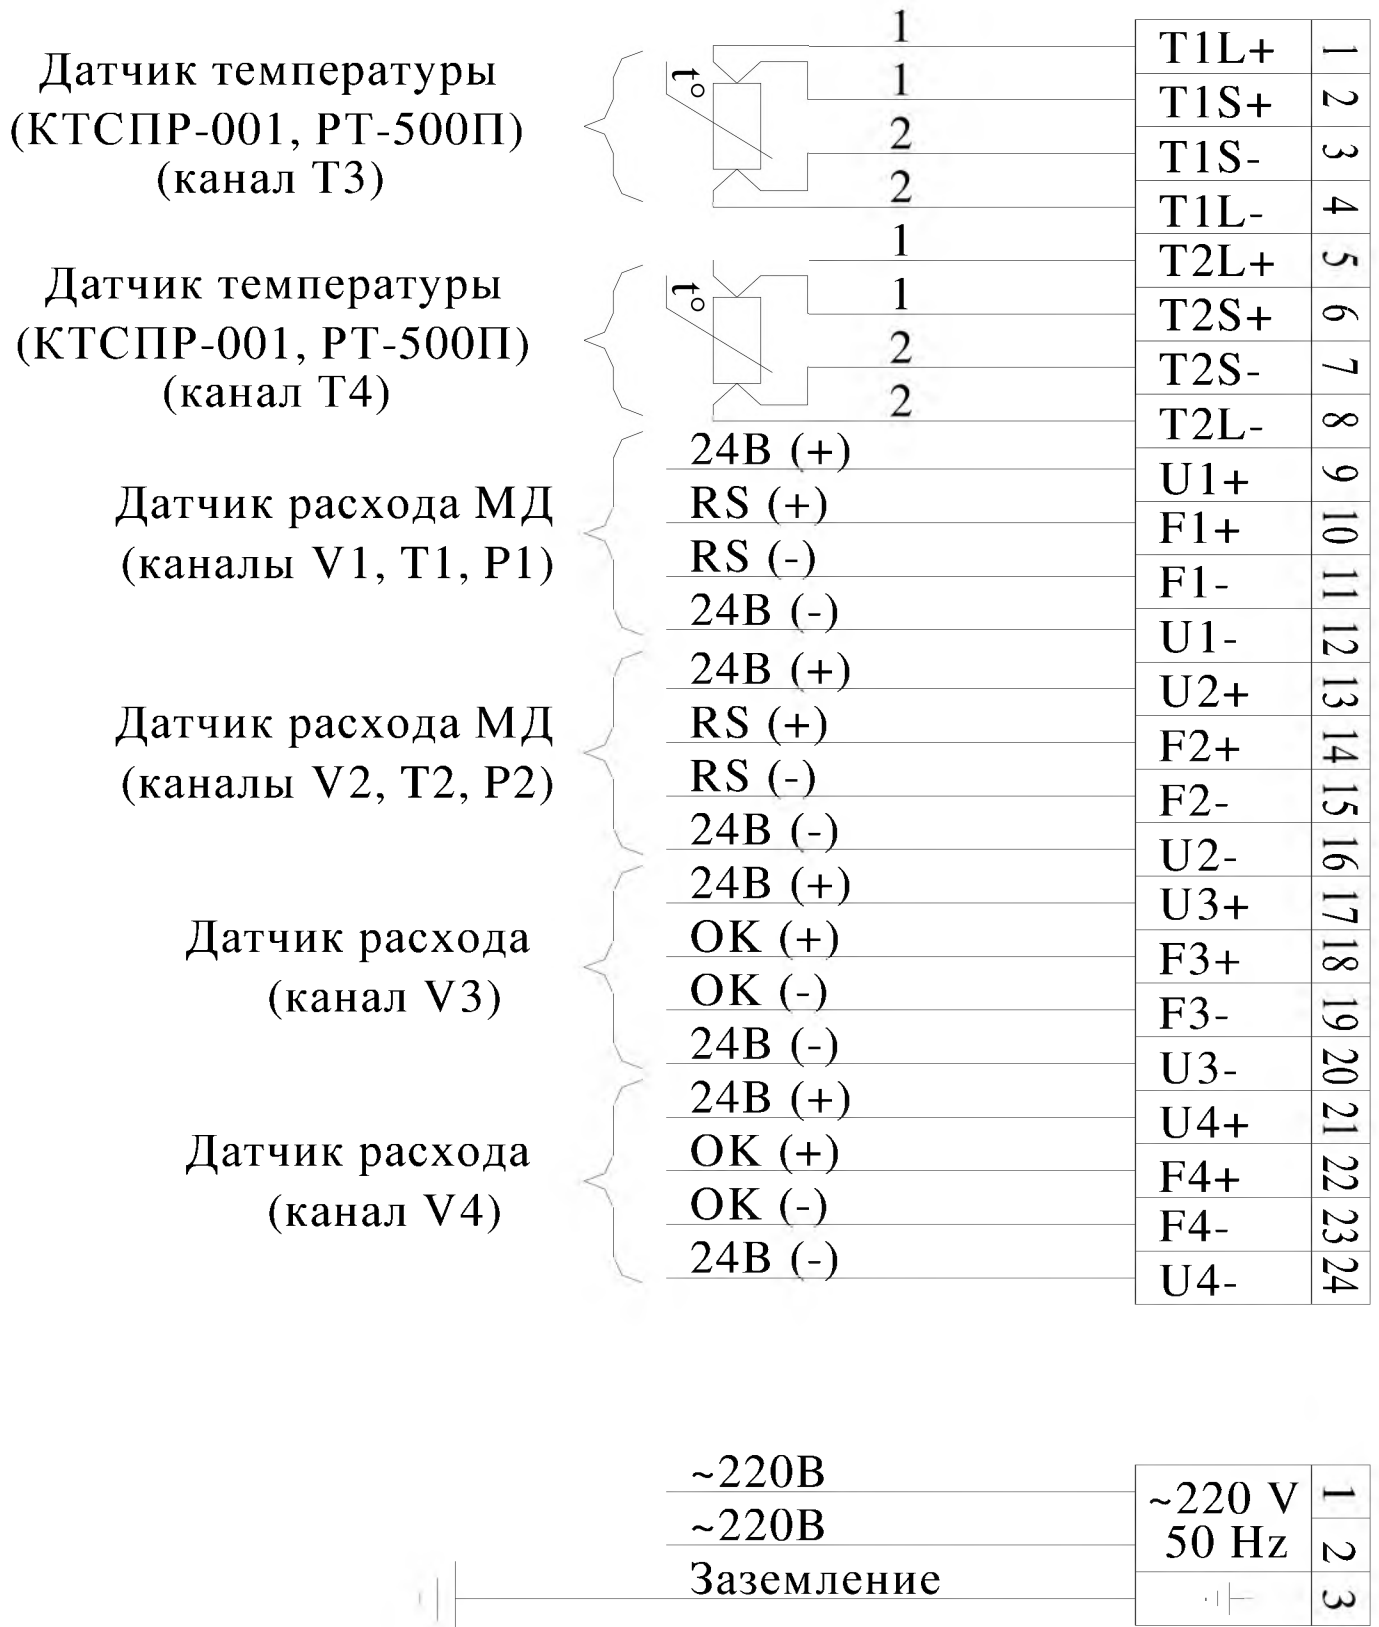 Датчик температуры
(КТСПР-001, РТ-500П)
(канал Т3)
t°
1
1
2
2
T1L+ 1
T1S+ 2
T1S- 3
T1L- 4
Датчик температуры
(КТСПР-001, РТ-500П)
(канал Т4)
t°
1
1
2
2
T2L+ 5
T2S+ 6
T2S- 7
T2L- 8
Датчик расхода МД
(каналы V1, T1, P1)
24В (+) U1+ 9
RS (+) F1+ 10
RS (-) F1- 11
24В (-) U1- 12
Датчик расхода МД
(каналы V2, T2, P2)
24В (+) U2+ 13
RS (+) F2+ 14
RS (-) F2- 15
24В (-) U2- 16
Датчик расхода
(канал V3)
24В (+) U3+ 17
ОК (+) F3+ 18
ОК (-) F3- 19
24В (-) U3- 20
Датчик расхода
(канал V4)
24В (+) U4+ 21
ОК (+) F4+ 22
ОК (-) F4- 23
24В (-) U4- 24
~220В
~220В
Заземление
~220 V 1
50 Hz 2
3